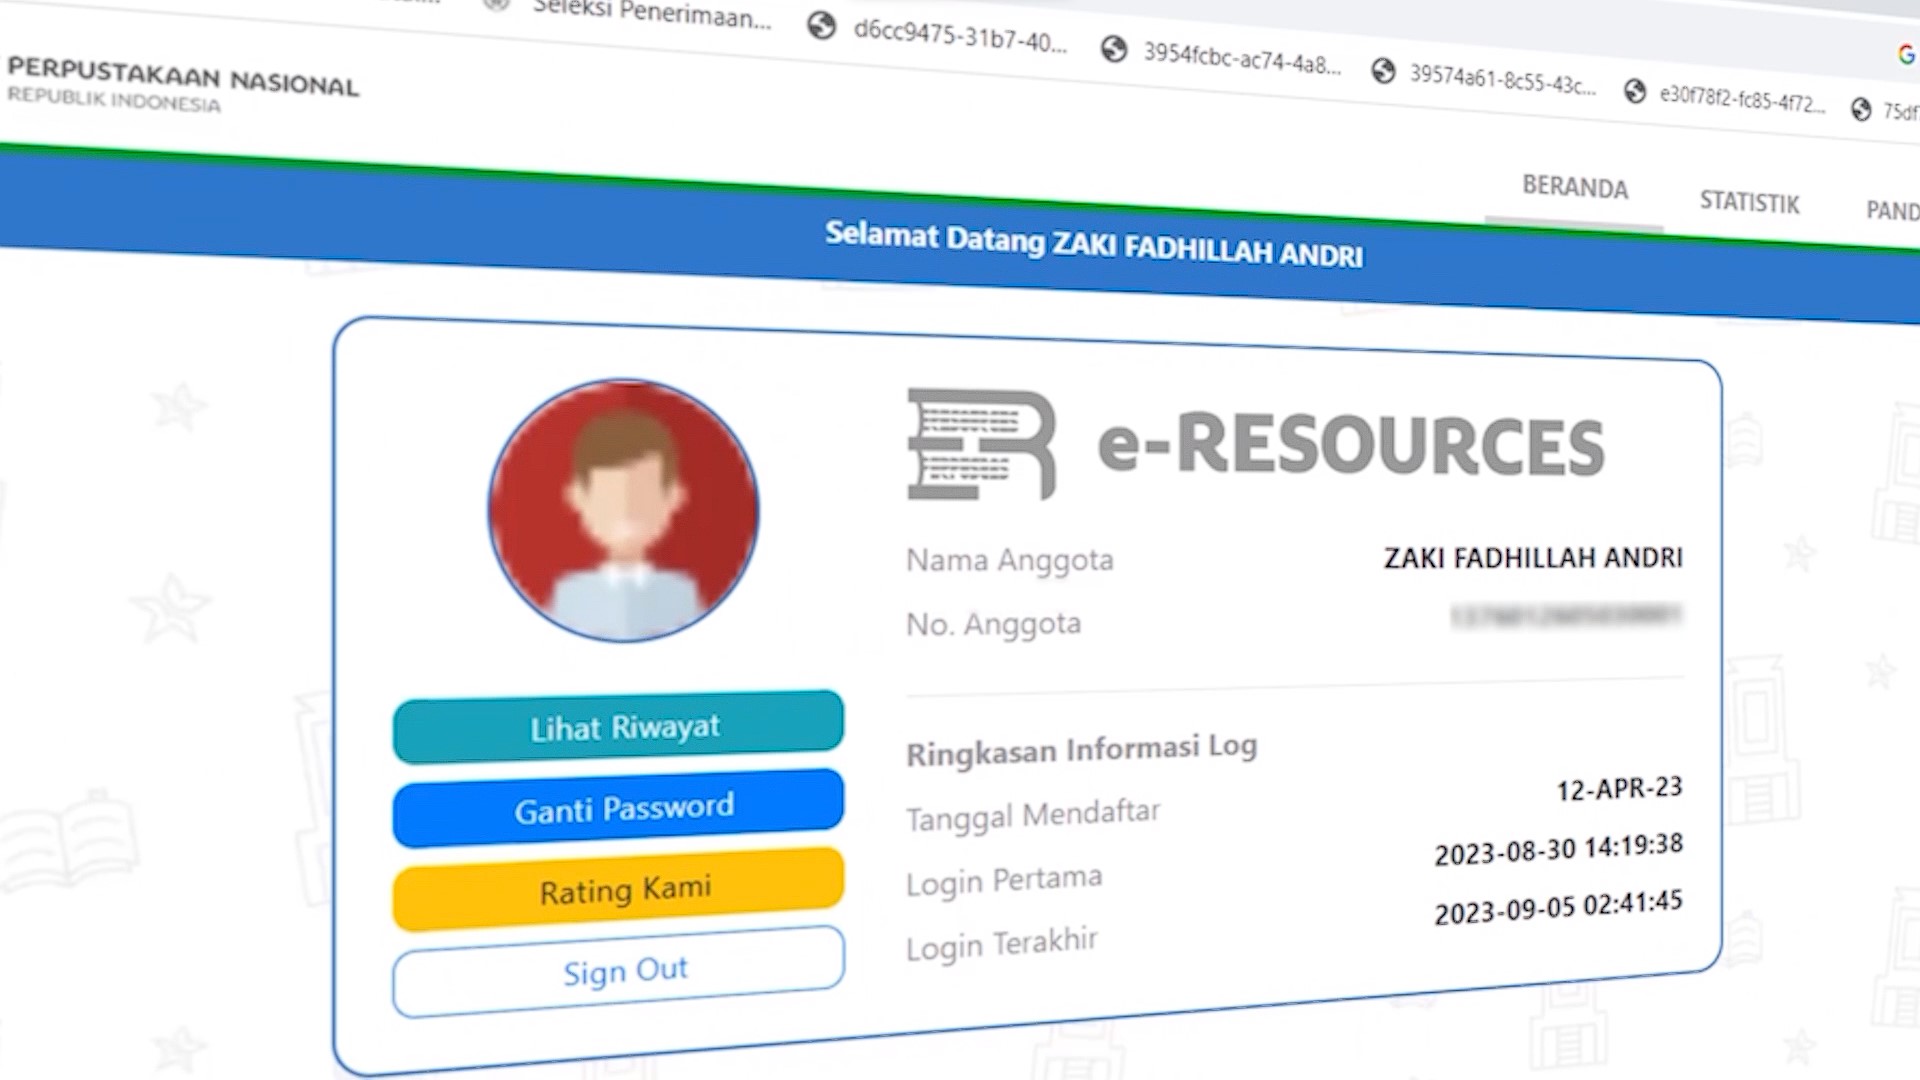 Seleksi Penerimaan...
d6cc9475-31b7-40...
3954fcbc-ac74-4a8...
39574a61-8c55-43c...
e30f78f2-fc85-4f72...
75df
PERPUSTAKAAN NASIONAL
REPUBLIK INDONESIA
BERANDA
STATISTIK
PAND
Selamat Datang ZAKI FADHILLAH ANDRI
e-RESOURCES
Nama Anggota
ZAKI FADHILLAH ANDRI
No. Anggota
Lihat Riwayat
Ganti Password
Rating Kami
Sign Out
Ringkasan Informasi Log
Tanggal Mendaftar
12-APR-23
Login Pertama
2023-08-30 14:19:38
Login Terakhir
2023-09-05 02:41:45